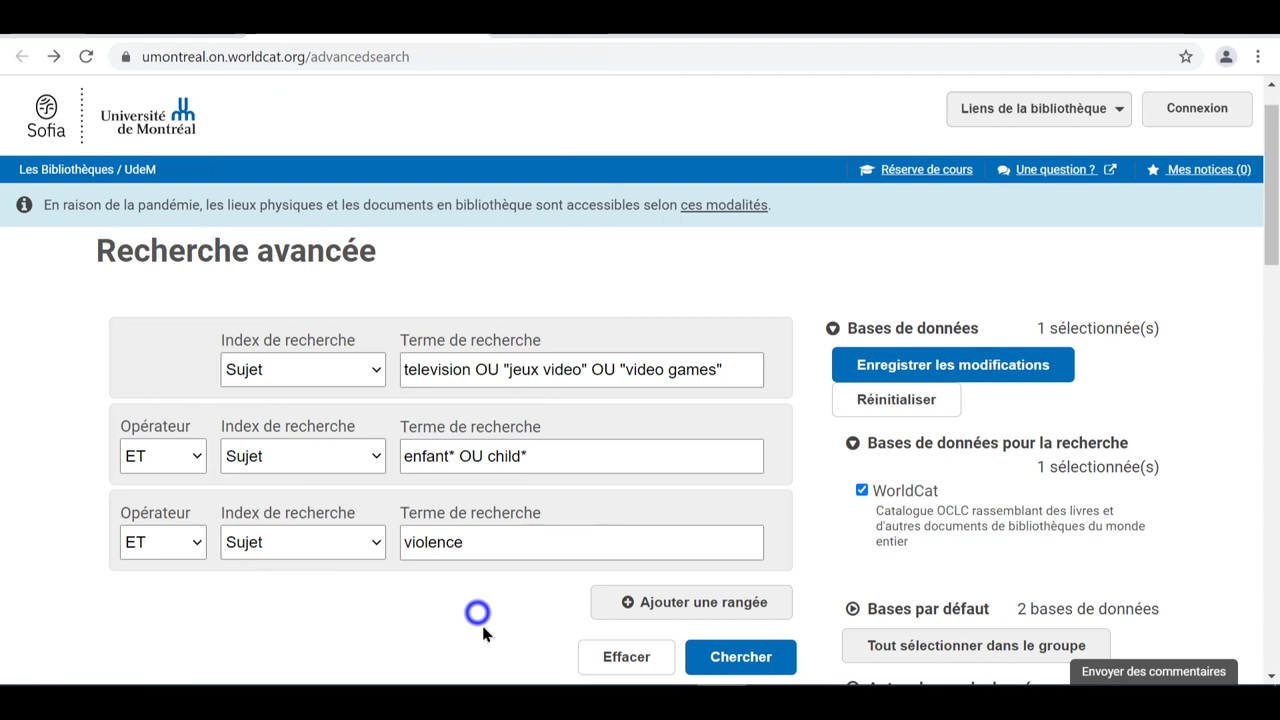 umontreal.on.worldcat.org/advancedsearch
Sofia
Université
de Montréal
Liens de la bibliothèque
Connexion
Les Bibliothèques / UdeM
Réserve de cours
Une question ?
Mes notices (0)
En raison de la pandémie, les lieux physiques et les documents en bibliothèque sont accessibles selon ces modalités.
Recherche avancée
Index de recherche
Terme de recherche
Sujet
television OU "jeux video" OU "video games"
Opérateur
Index de recherche
Terme de recherche
ET
Sujet
enfant* OU child*
Opérateur
Index de recherche
Terme de recherche
ET
Sujet
violence
Ajouter une rangée
Effacer
Chercher
Bases de données
1 sélectionnée(s)
Enregistrer les modifications
Réinitialiser
Bases de données pour la recherche
1 sélectionnée(s)
WorldCat
Catalogue OCLC rassemblant des livres et
d'autres documents de bibliothèques du monde
entier
Bases par défaut
2 bases de données
Tout sélectionner dans le groupe
Envoyer des commentaires